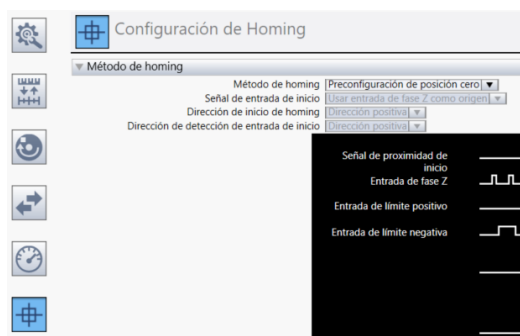 Configuración de Homing
Método de homing
Método de homing Preconfiguración de posición cero
Señal de entrada de inicio Usar entrada de fase Z como origen
Dirección de inicio de homing Dirección positiva
Dirección de detección de entrada de inicio Dirección positiva
Señal de proximidad de
inicio
Entrada de fase Z
Entrada de límite positivo
Entrada de límite negativa